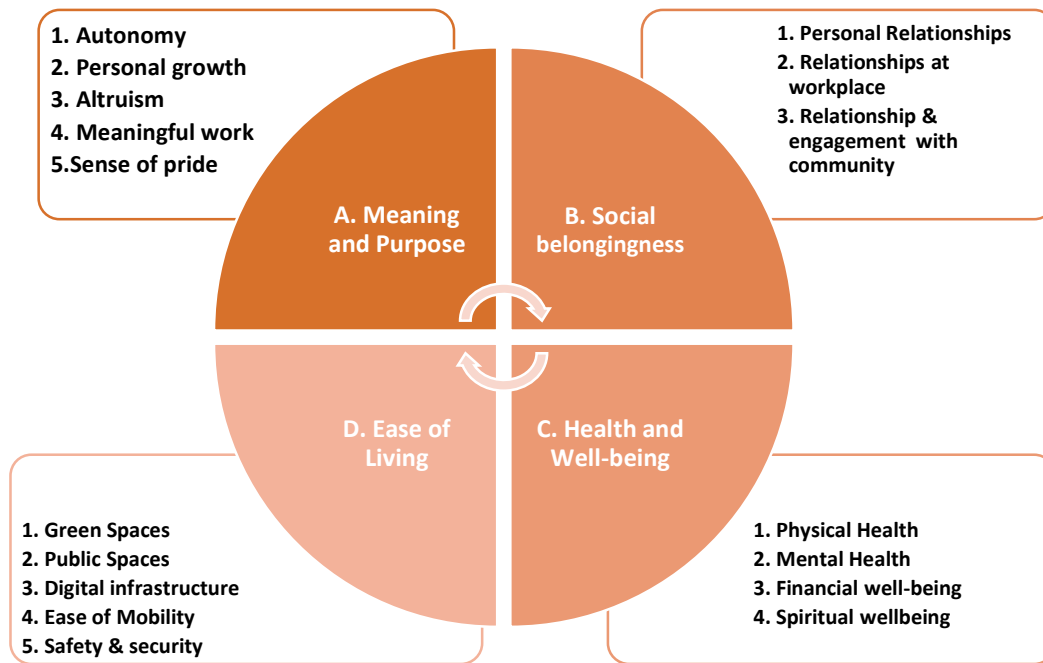 1. Autonomy
2. Personal growth
3. Altruism
4. Meaningful work
5.Sense of pride
1. Personal Relationships
2. Relationships at
workplace
3. Relationship &
engagement with
community
A. Meaning
and Purpose
B. Social
belongingness
D. Ease of
Living
C. Health and
Well-being
1. Green Spaces
2. Public Spaces
3. Digital infrastructure
4. Ease of Mobility
5. Safety & security
1. Physical Health
2. Mental Health
3. Financial well-being
4. Spiritual wellbeing